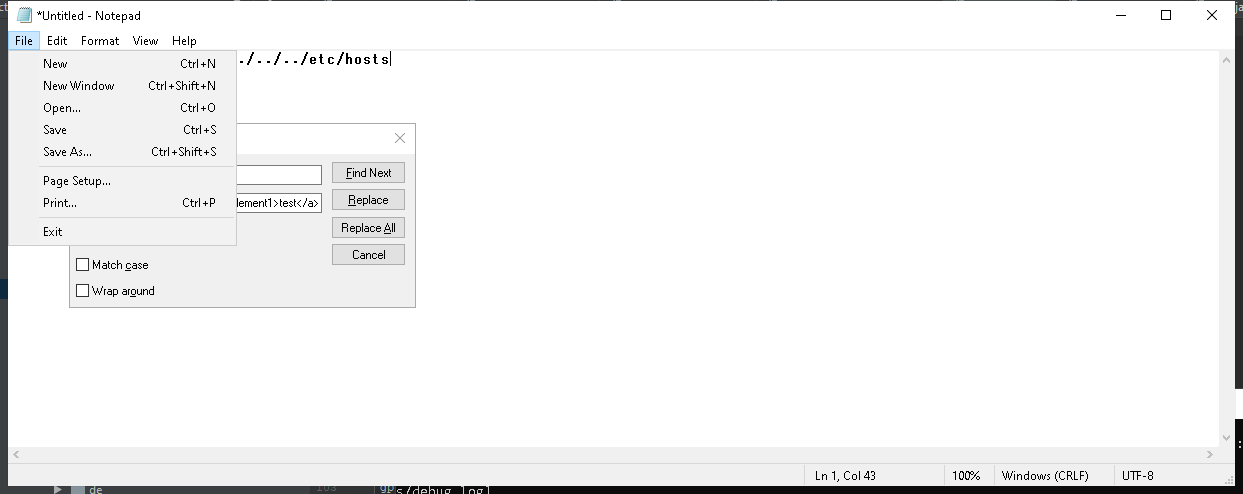 *Untitled - Notepad
File Edit Format View Help
./../../etc/hosts
New Ctrl+N
New Window Ctrl+Shift+N
Open... Ctrl+O
Save Ctrl+S
Save As... Ctrl+Shift+S
Page Setup...
Print... Ctrl+P
Exit
Find Next
lement1>test</a>
Replace
Replace All
Cancel
Match case
Wrap around
Ln 1, Col 43
100%
Windows (CRLF)
UTF-8
de
s/debug.log]